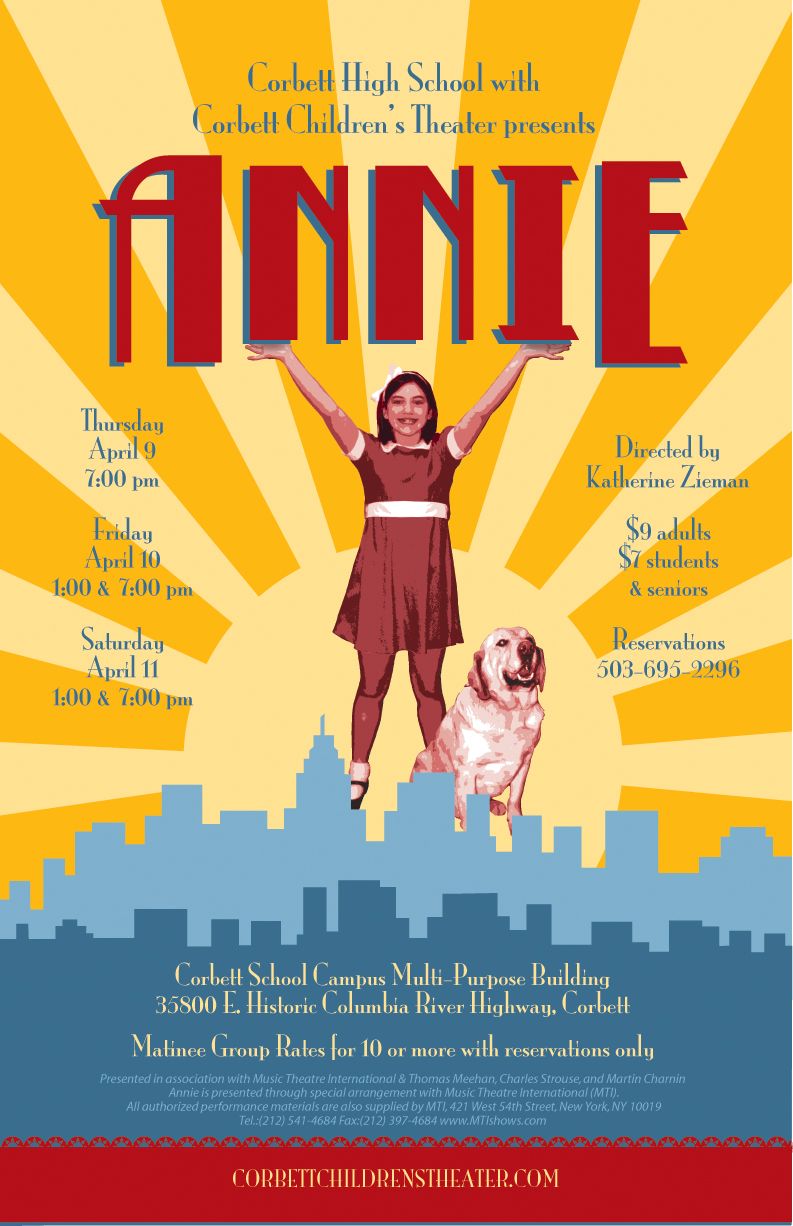 Corbett High School with
Corbett Children's Theater presents
ANNIE
Thursday
April 9
7:00 pm
Friday
April 10
1:00 & 7:00 pm
Saturday
April 11
1:00 & 7:00 pm
Directed by
Katherine Zieman
$9 adults
$7 students
& seniors
Reservations
503-695-2296
Corbett School Campus Multi-Purpose Building
35800 E. Historic Columbia River Highway, Corbett
Matinee Group Rates for 10 or more with reservations only
Presented in association with Music Theatre International & Thomas Meehan, Charles Strouse, and Martin Charnin
Annie is presented through special arrangement with Music Theatre International (MTI).
All authorized performance materials are also supplied by MTI, 421 West 54th Street, New York, NY 10019
Tel.:(212) 541-4684 Fax:(212) 397-4684 www.MTIshows.com
CORBETTCHILDRENSTHEATER.COM